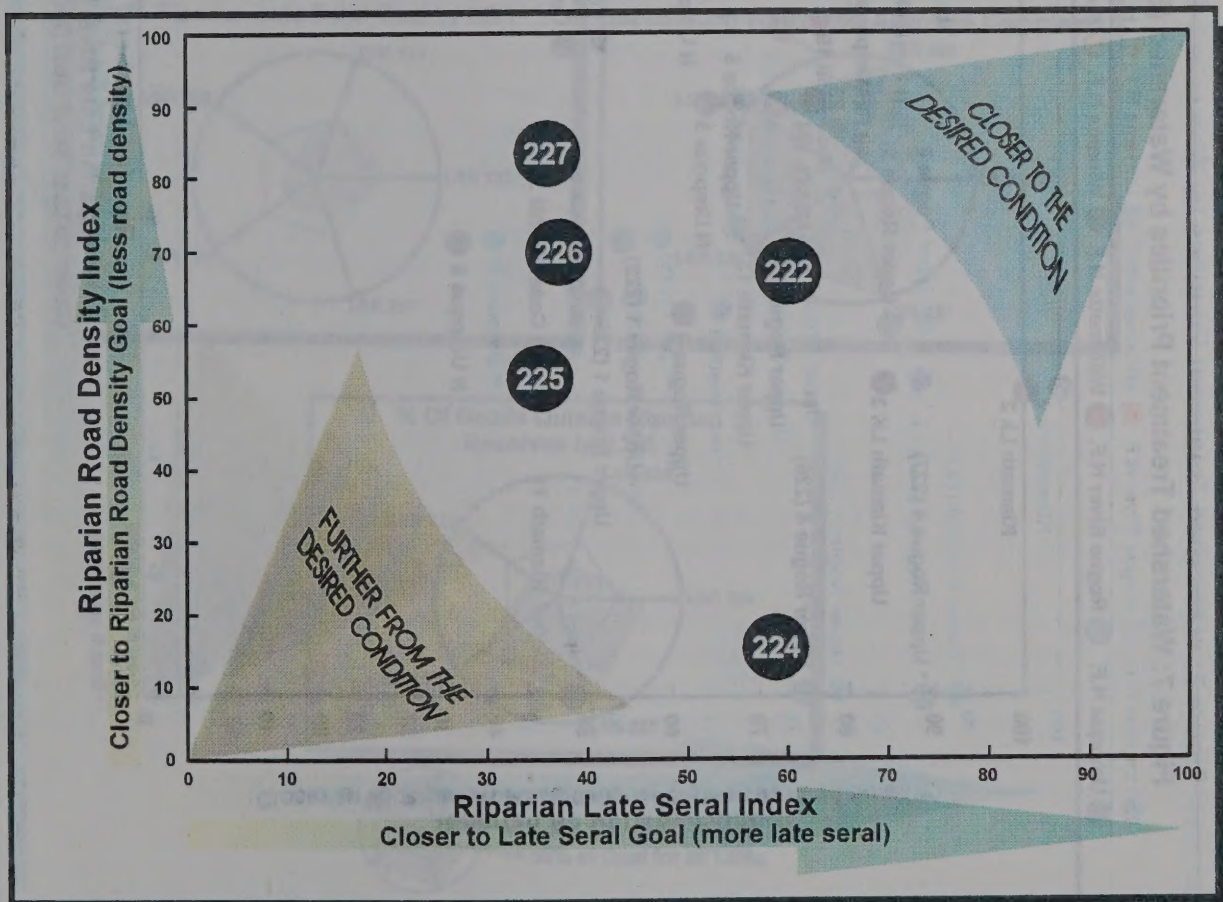 Riparian Road Density Index
Closer to Riparian Road Density Goal (less road density)
100
90
80
70
60
50
40
30
20
10
0
227
226
222
225
224
CLOSER TO THE
DESIRED CONDITION
FURTHER FROM THE
DESIRED CONDITION
0 10 20 30 40 50 60 70 80 90 100
Riparian Late Seral Index
Closer to Late Seral Goal (more late seral)